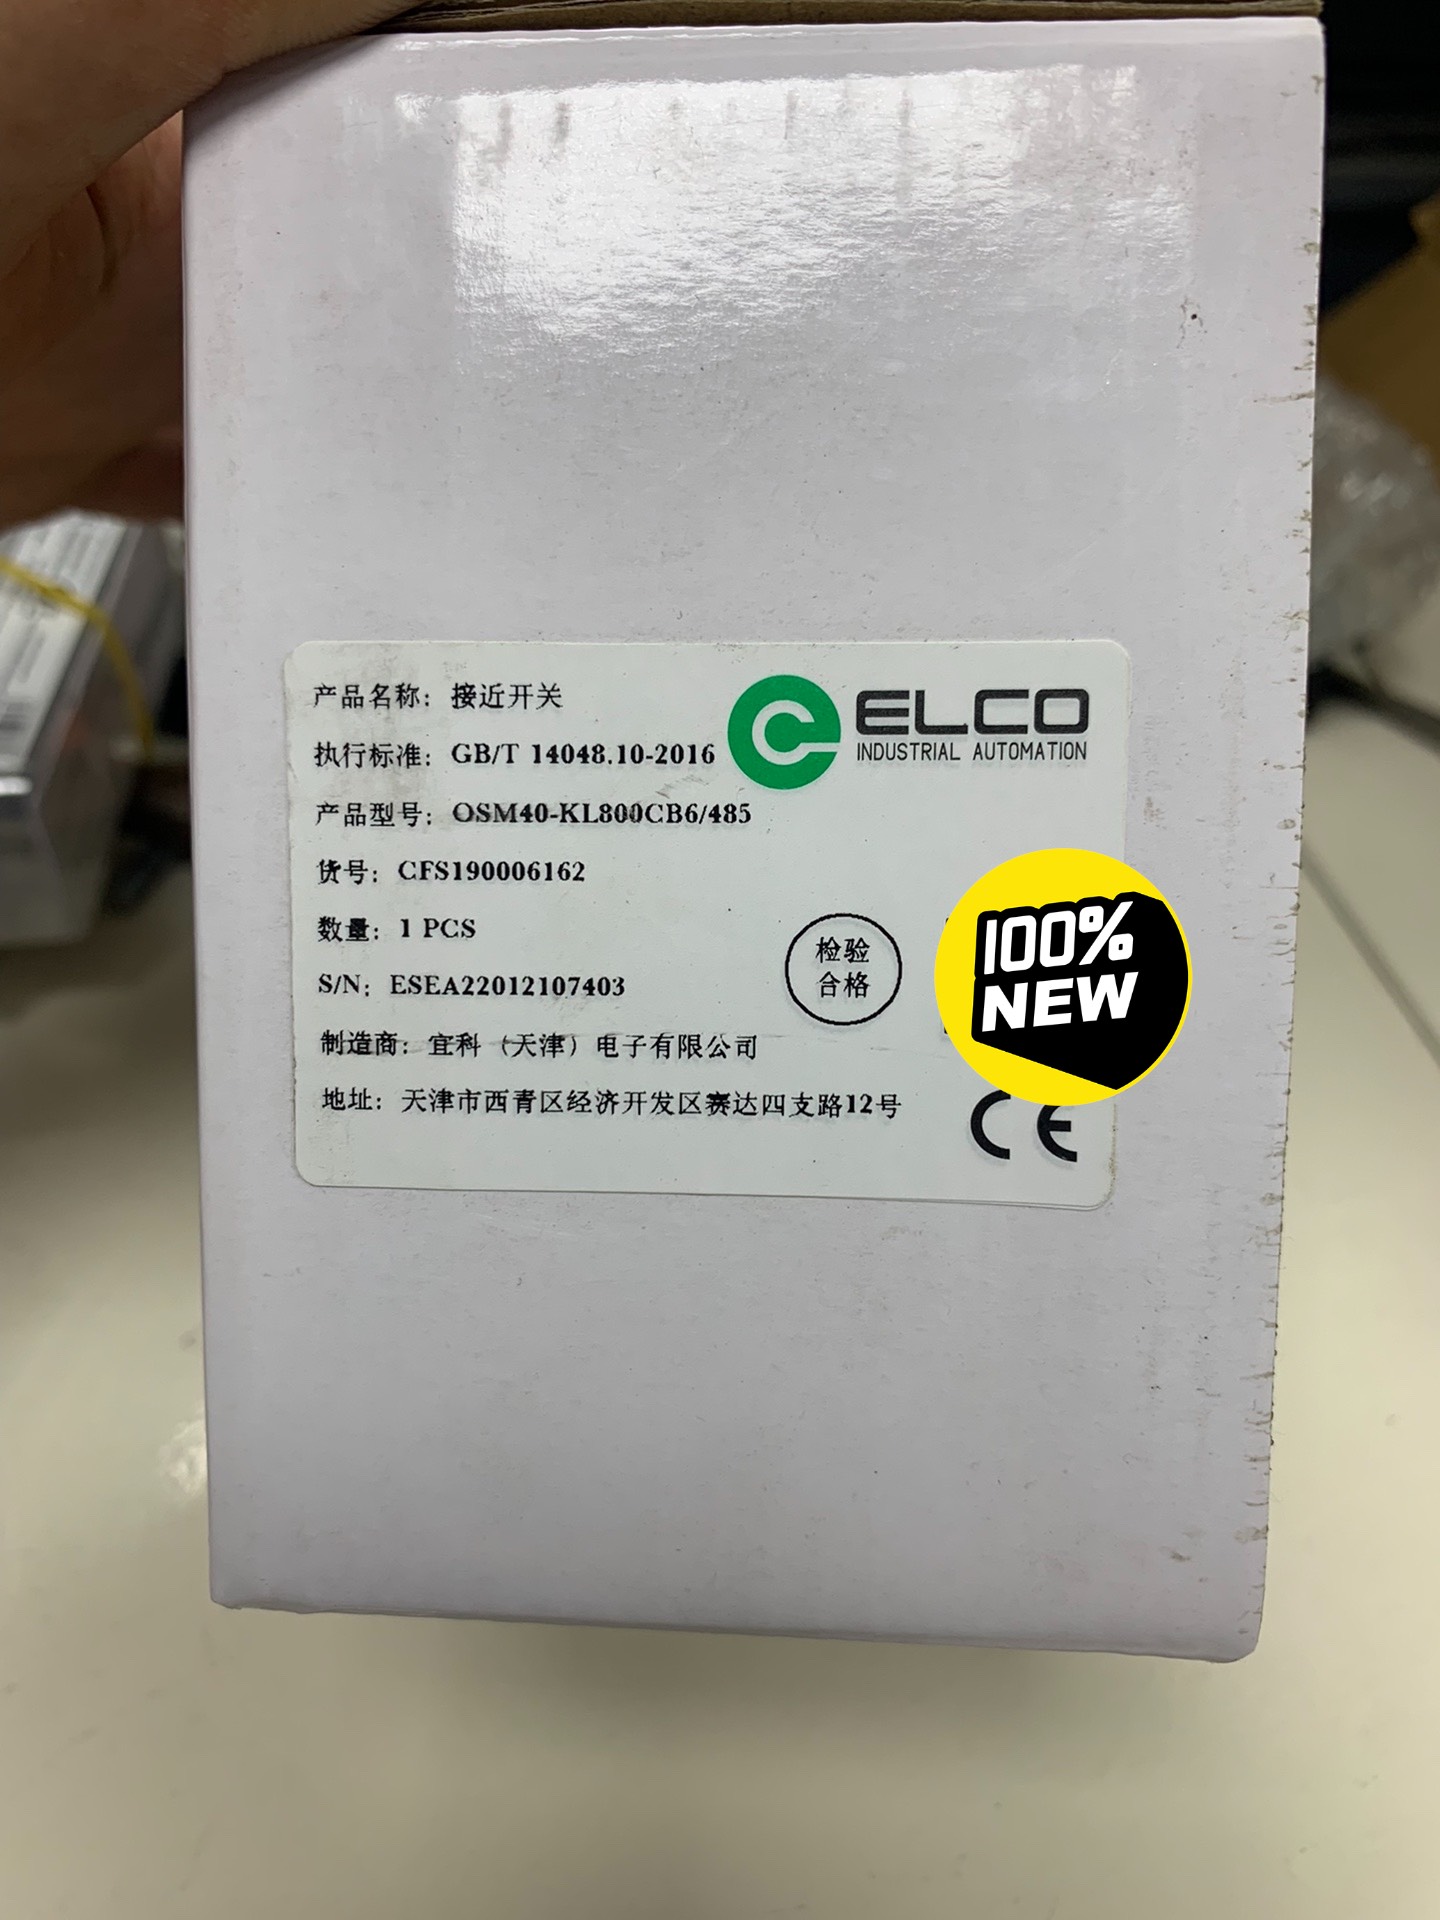 产品名称：接近开关
ELCO
INDUSTRIAL AUTOMATION
执行标准：GB/T 14048.10-2016
产品型号：OSM40-KL800CB6/485
货号：CFS190006162
数量：1 PCS
检验
合格
100%
NEW
S/N：ESEA22012107403
制造商：宜科（天津）电子有限公司
地址：天津市西青区经济开发区赛达四支路12号
CE